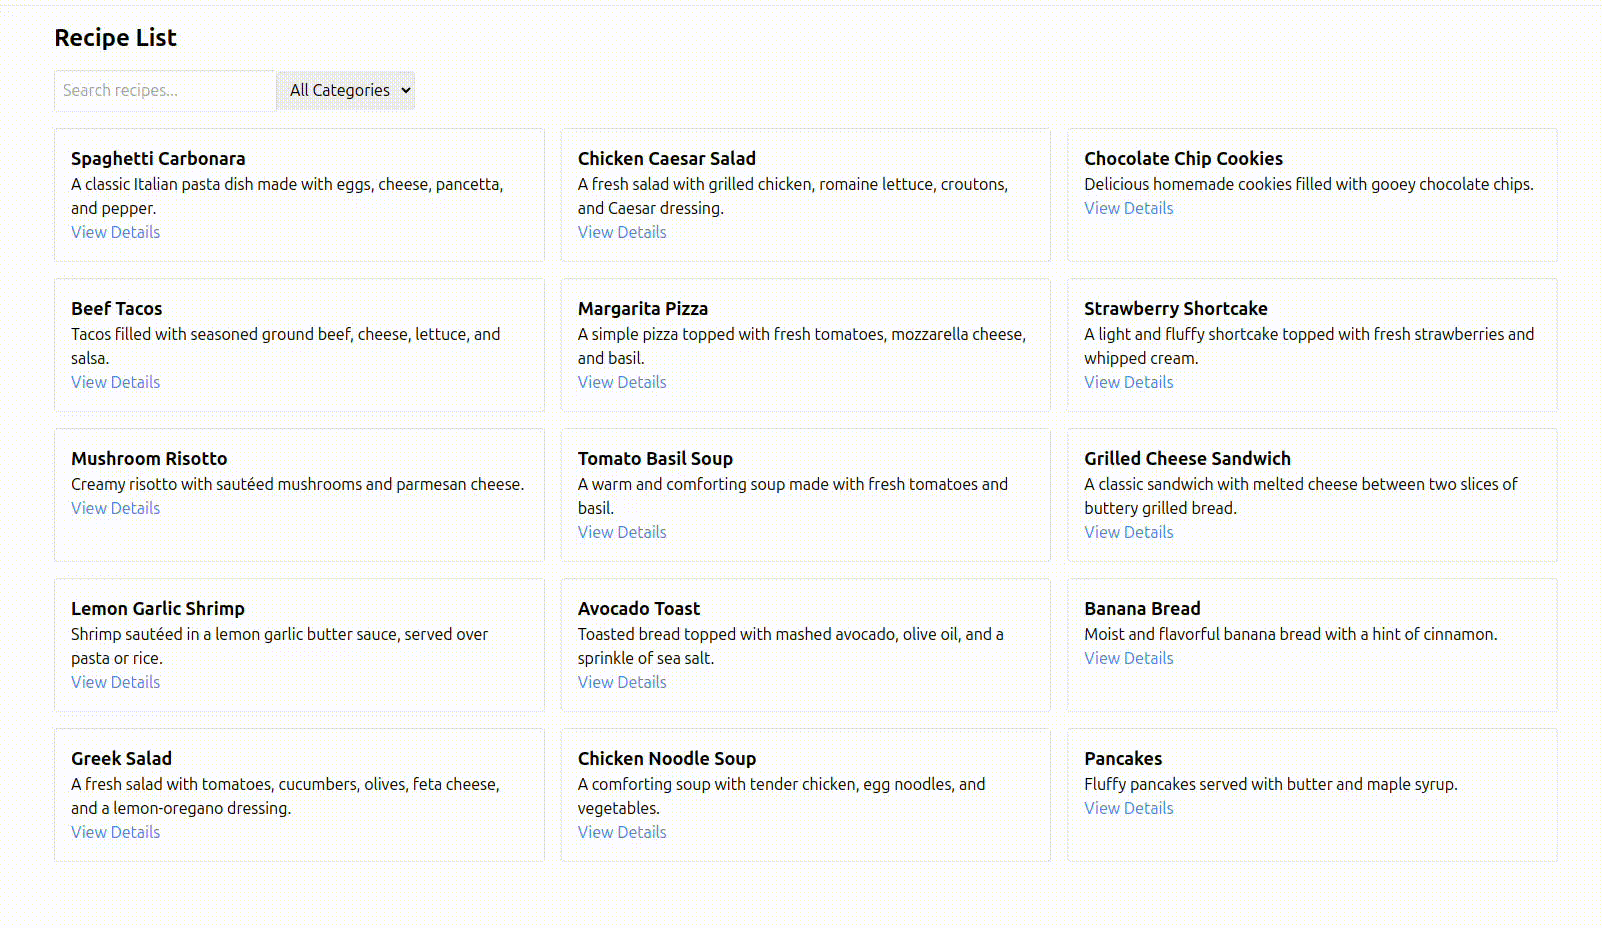 Recipe List
Search recipes...
All Categories
Spaghetti Carbonara
A classic Italian pasta dish made with eggs, cheese, pancetta,
and pepper.
View Details
Chicken Caesar Salad
A fresh salad with grilled chicken, romaine lettuce, croutons,
and Caesar dressing.
View Details
Chocolate Chip Cookies
Delicious homemade cookies filled with gooey chocolate chips.
View Details
Beef Tacos
Tacos filled with seasoned ground beef, cheese, lettuce, and
salsa.
View Details
Margarita Pizza
A simple pizza topped with fresh tomatoes, mozzarella cheese,
and basil.
View Details
Strawberry Shortcake
A light and fluffy shortcake topped with fresh strawberries and
whipped cream.
View Details
Mushroom Risotto
Creamy risotto with sautéed mushrooms and parmesan cheese.
View Details
Tomato Basil Soup
A warm and comforting soup made with fresh tomatoes and
basil.
View Details
Grilled Cheese Sandwich
A classic sandwich with melted cheese between two slices of
buttery grilled bread.
View Details
Lemon Garlic Shrimp
Shrimp sautéed in a lemon garlic butter sauce, served over
pasta or rice.
View Details
Avocado Toast
Toasted bread topped with mashed avocado, olive oil, and a
sprinkle of sea salt.
View Details
Banana Bread
Moist and flavorful banana bread with a hint of cinnamon.
View Details
Greek Salad
A fresh salad with tomatoes, cucumbers, olives, feta cheese,
and a lemon-oregano dressing.
View Details
Chicken Noodle Soup
A comforting soup with tender chicken, egg noodles, and
vegetables.
View Details
Pancakes
Fluffy pancakes served with butter and maple syrup.
View Details